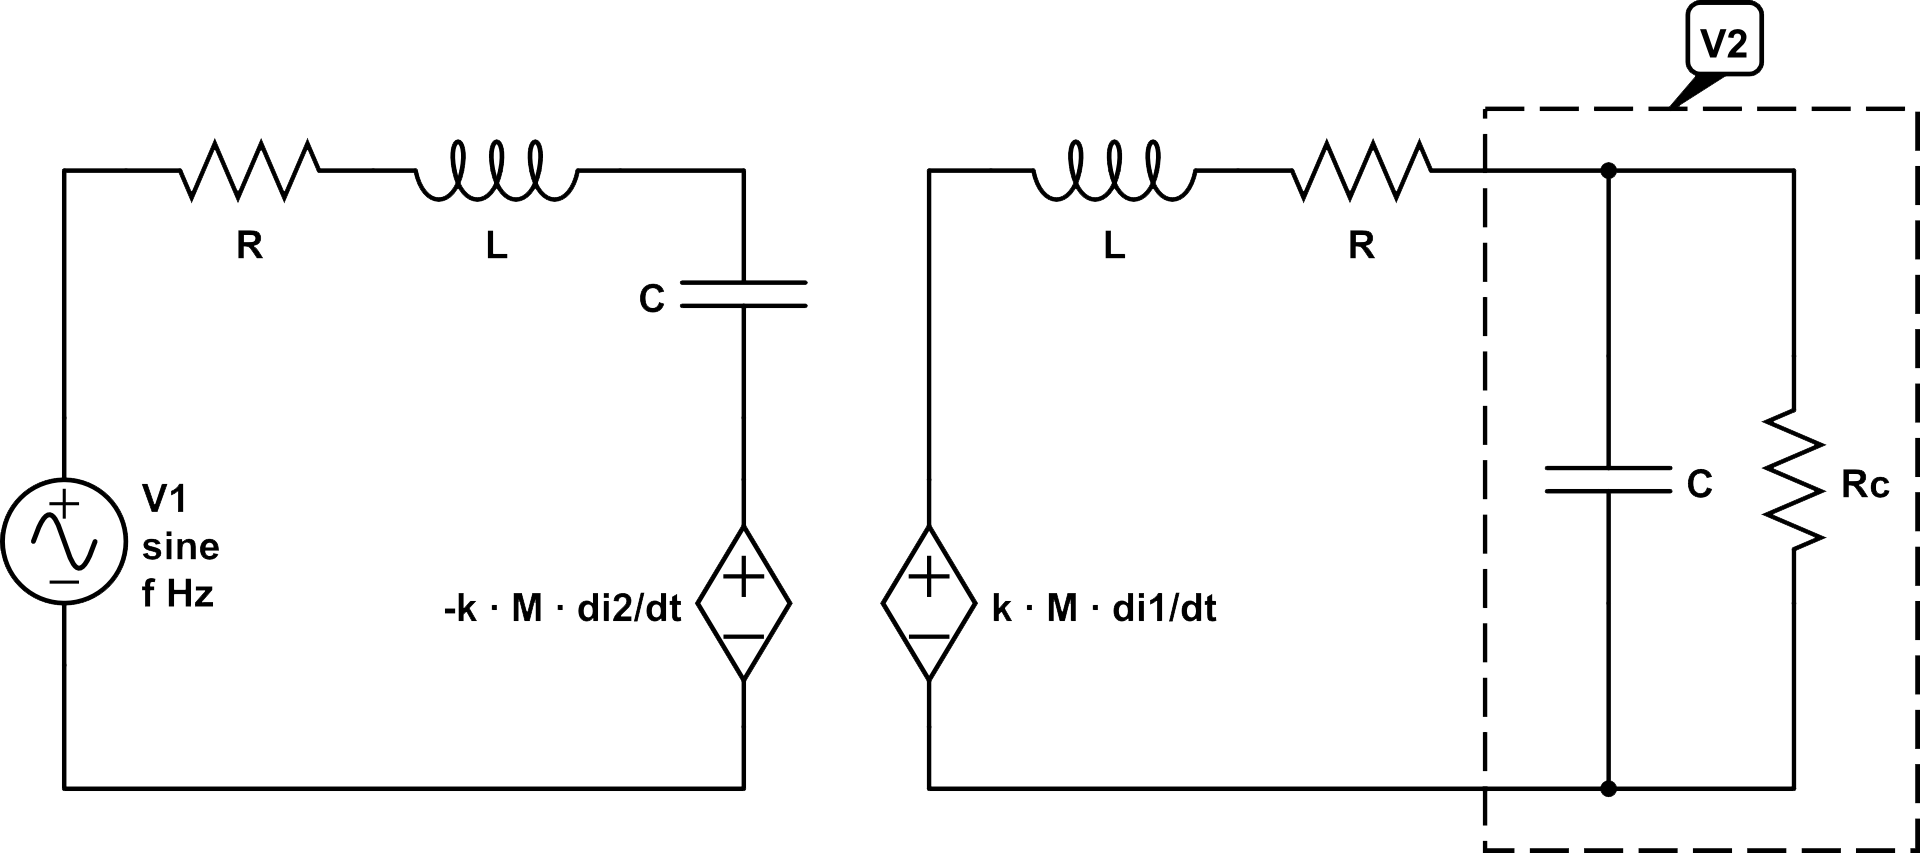 V2
R
L
L
R
C
V1
sine
f Hz
-k · M · di2/dt
k · M · di1/dt
C
Rc